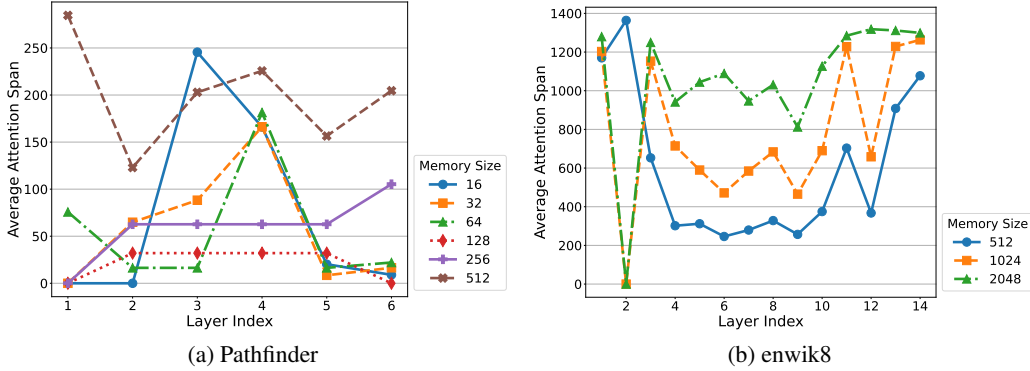 Average Attention Span
250
200
150
100
50
0
1 2 3 4 5 6
Layer Index
Memory Size
16
32
64
128
256
512
(a) Pathfinder
Average Attention Span
1400
1200
1000
800
600
400
200
0
2 4 6 8 10 12 14
Layer Index
Memory Size
512
1024
2048
(b) enwik8